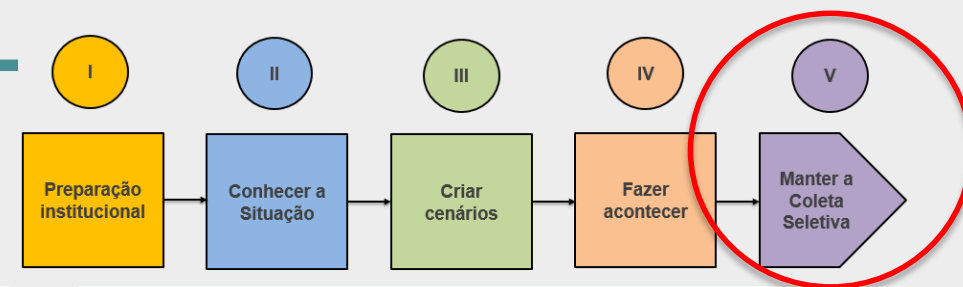 I
II
III
IV
V
Preparação
institucional
Conhecer a
Situação
Criar
cenários
Fazer
acontecer
Manter a
Coleta
Seletiva